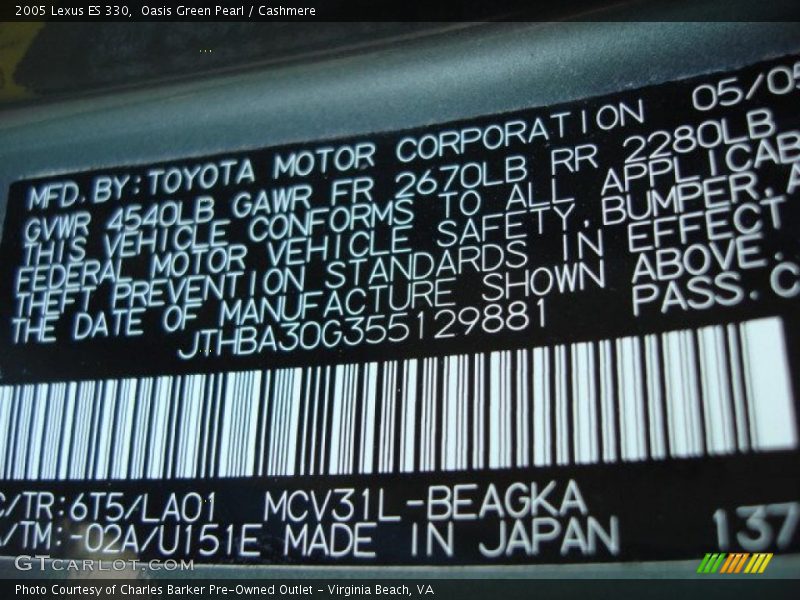 2005 Lexus ES 330, Oasis Green Pearl / Cashmere
MFD. BY: TOYOTA MOTOR CORPORATION 05/05
GVWR 4540LB GAWR FR 2670LB RR 2280LB
THIS VEHICLE CONFORMS TO ALL APPLICAB
FEDERAL MOTOR VEHICLE SAFETY, BUMPER, A
THEFT PREVENTION STANDARDS IN EFFECT
THE DATE OF MANUFACTURE SHOWN ABOVE.
JTHBA30G355129881 PASS. C
C/TR: 6T5/LA01 MCV31L-BEAGKA
A/TM: -02A/U151E MADE IN JAPAN 137
GTCARLOT.COM
Photo Courtesy of Charles Barker Pre-Owned Outlet - Virginia Beach, VA